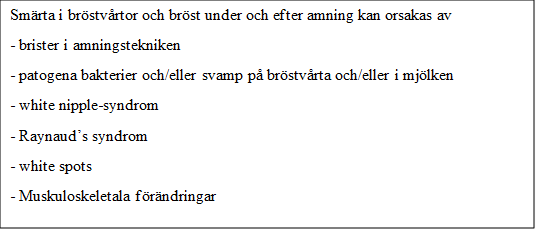 Smärta i bröstvårtor och bröst under och efter amning kan orsakas av
- brister i amningstekniken
- patogena bakterier och/eller svamp på bröstvårta och/eller i mjölken
- white nipple-syndrom
- Raynaud’s syndrom
- white spots
- Muskuloskeletala förändringar